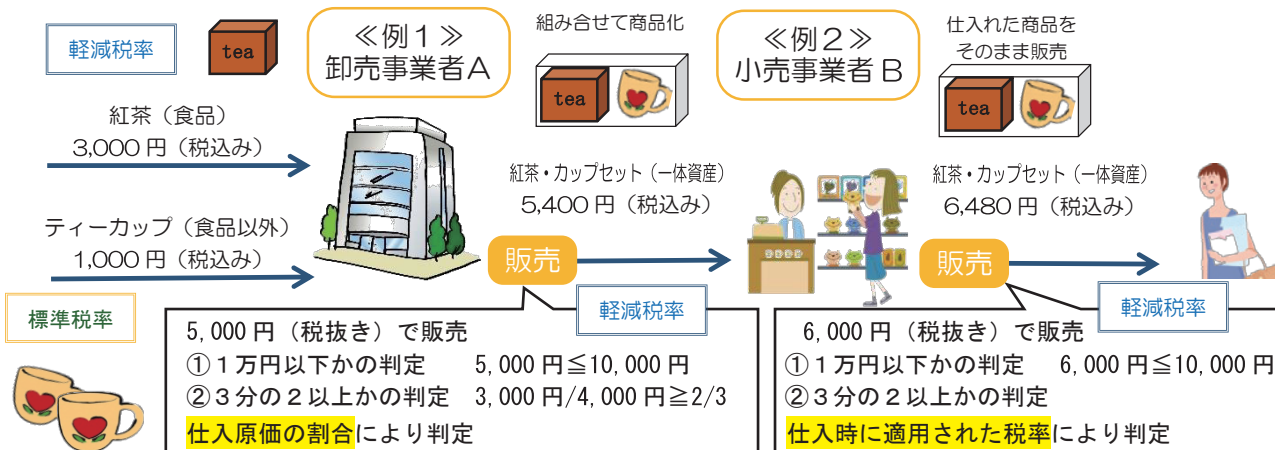 軽減税率
tea
≪例１≫
卸売事業者Ａ
組み合せて商品化
tea
≪例２≫
小売事業者Ｂ
仕入れた商品を
そのまま販売
tea
紅茶（食品）
3,000 円（税込み）
ティーカップ（食品以外）
1,000 円（税込み）
紅茶・カップセット（一体資産）
5,400 円（税込み）
紅茶・カップセット（一体資産）
6,480 円（税込み）
販売
販売
標準税率
軽減税率
5,000 円（税抜き）で販売
①１万円以下かの判定　5,000 円≦10,000 円
②３分の２以上かの判定　3,000 円/4,000 円≧2/3
仕入原価の割合により判定
軽減税率
6,000 円（税抜き）で販売
①１万円以下かの判定　6,000 円≦10,000 円
②３分の２以上かの判定
仕入時に適用された税率により判定